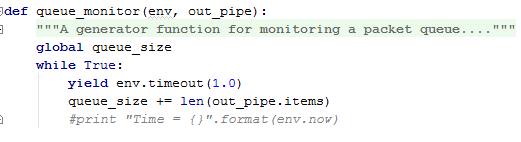 def queue_monitor(env, out_pipe):
    """A generator function for monitoring a packet queue...."""
    global queue_size
    while True:
        yield env.timeout(1.0)
        queue_size += len(out_pipe.items)
        #print "Time = {}".format(env.now)